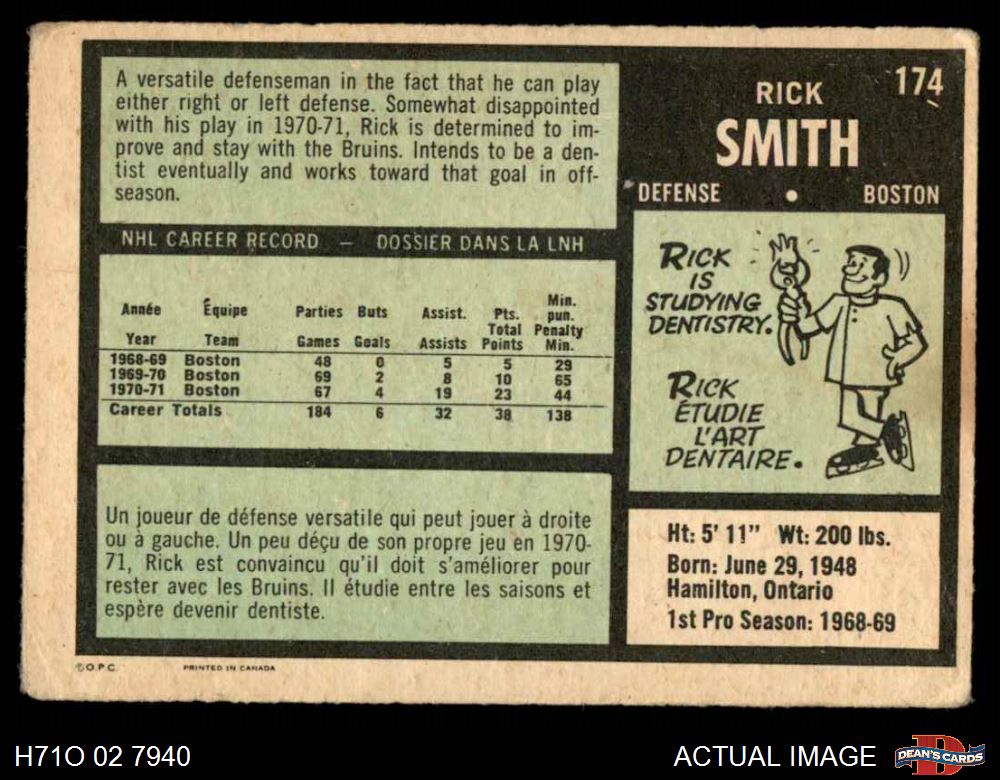 A versatile defenseman in the fact that he can play
either right or left defense. Somewhat disappointed
with his play in 1970-71, Rick is determined to im-
prove and stay with the Bruins. Intends to be a den-
tist eventually and works toward that goal in off-
season.
RICK
174
SMITH
DEFENSE • BOSTON
NHL CAREER RECORD — DOSSIER DANS LA LNH
Année Équipe Parties Buts Assist. Pts. Min. pun.
Year Team Games Goals Assists Total Points Penalty Min.
1968-69 Boston 48 0 5 5 29
1969-70 Boston 69 2 8 10 65
1970-71 Boston 67 4 19 23 44
Career Totals 184 6 32 38 138
RICK
IS
STUDYING
DENTISTRY.
RICK
ÉTUDIE
L'ART
DENTAIRE.
Un joueur de défense versatile qui peut jouer à droite
ou à gauche. Un peu déçu de son propre jeu en 1970-
71, Rick est convaincu qu'il doit s'améliorer pour
rester avec les Bruins. Il étudie entre les saisons et
espère devenir dentiste.
Ht: 5' 11" Wt: 200 lbs.
Born: June 29, 1948
Hamilton, Ontario
1st Pro Season: 1968-69
©O.P.C. PRINTED IN CANADA
H71O 02 7940
ACTUAL IMAGE
DEAN'S CARDS